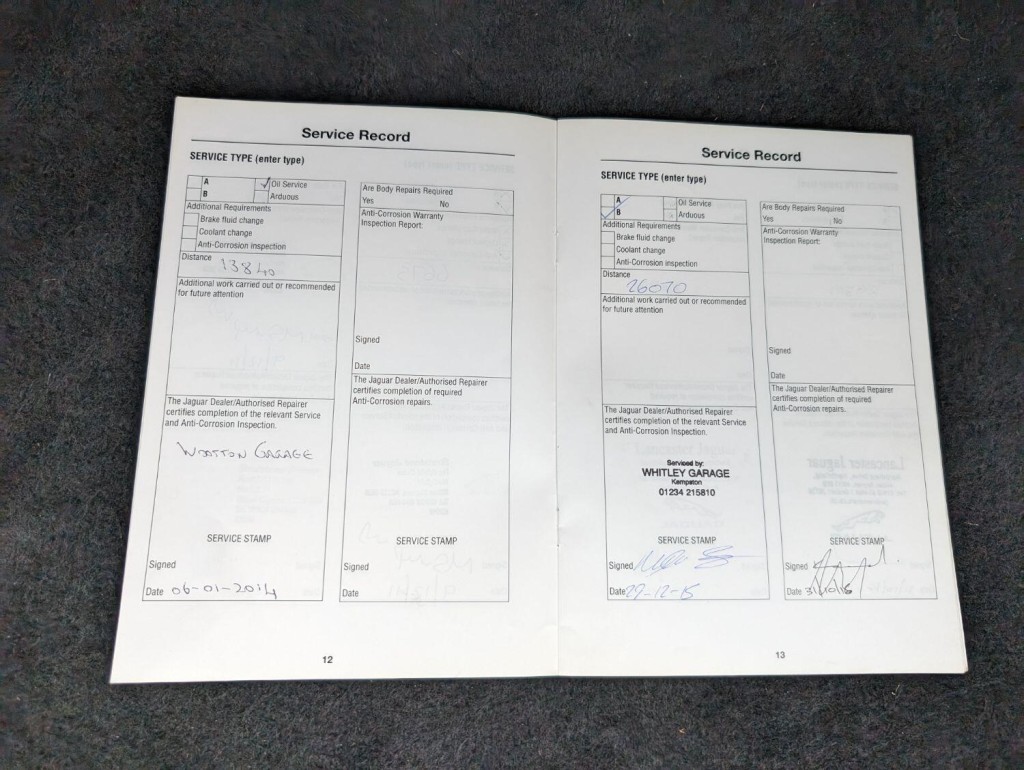 Service Record
SERVICE TYPE (enter type)
A
✓ Oil Service
B
Arduous
Additional Requirements
Brake fluid change
Coolant change
Anti-Corrosion inspection
Distance
13840
Additional work carried out or recommended
for future attention
The Jaguar Dealer/Authorised Repairer
certifies completion of the relevant Service
and Anti-Corrosion Inspection.
WOOTTON GARAGE
SERVICE STAMP
Signed
Date 06-01-2014
Are Body Repairs Required
Yes No
Anti-Corrosion Warranty
Inspection Report:
Signed
Date
The Jaguar Dealer/Authorised Repairer
certifies completion of required
Anti-Corrosion repairs.
SERVICE STAMP
Signed
Date
12
Service Record
SERVICE TYPE (enter type)
A
Oil Service
✓ B
Arduous
Additional Requirements
Brake fluid change
Coolant change
Anti-Corrosion inspection
Distance
26070
Additional work carried out or recommended
for future attention
The Jaguar Dealer/Authorised Repairer
certifies completion of the relevant Service
and Anti-Corrosion Inspection.
Serviced by:
WHITLEY GARAGE
Kempston
01234 215810
SERVICE STAMP
Signed
Date 29-12-15
Are Body Repairs Required
Yes No
Anti-Corrosion Warranty
Inspection Report:
Signed
Date
The Jaguar Dealer/Authorised Repairer
certifies completion of required
Anti-Corrosion repairs.
SERVICE STAMP
Signed
Date 31/10/16
13